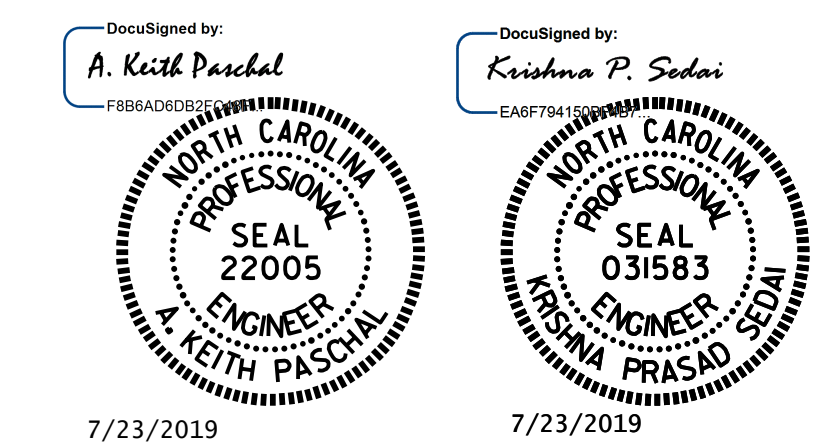 DocuSigned by:
A. Keith Paschal
NORTH CAROLINA
PROFESSIONAL
SEAL
22005
ENGINEER
A. KEITH PASCHAL
7/23/2019
DocuSigned by:
Krishna P. Sedai
NORTH CAROLINA
PROFESSIONAL
SEAL
031583
ENGINEER
KRISHNA PRASAD SEDAI
7/23/2019